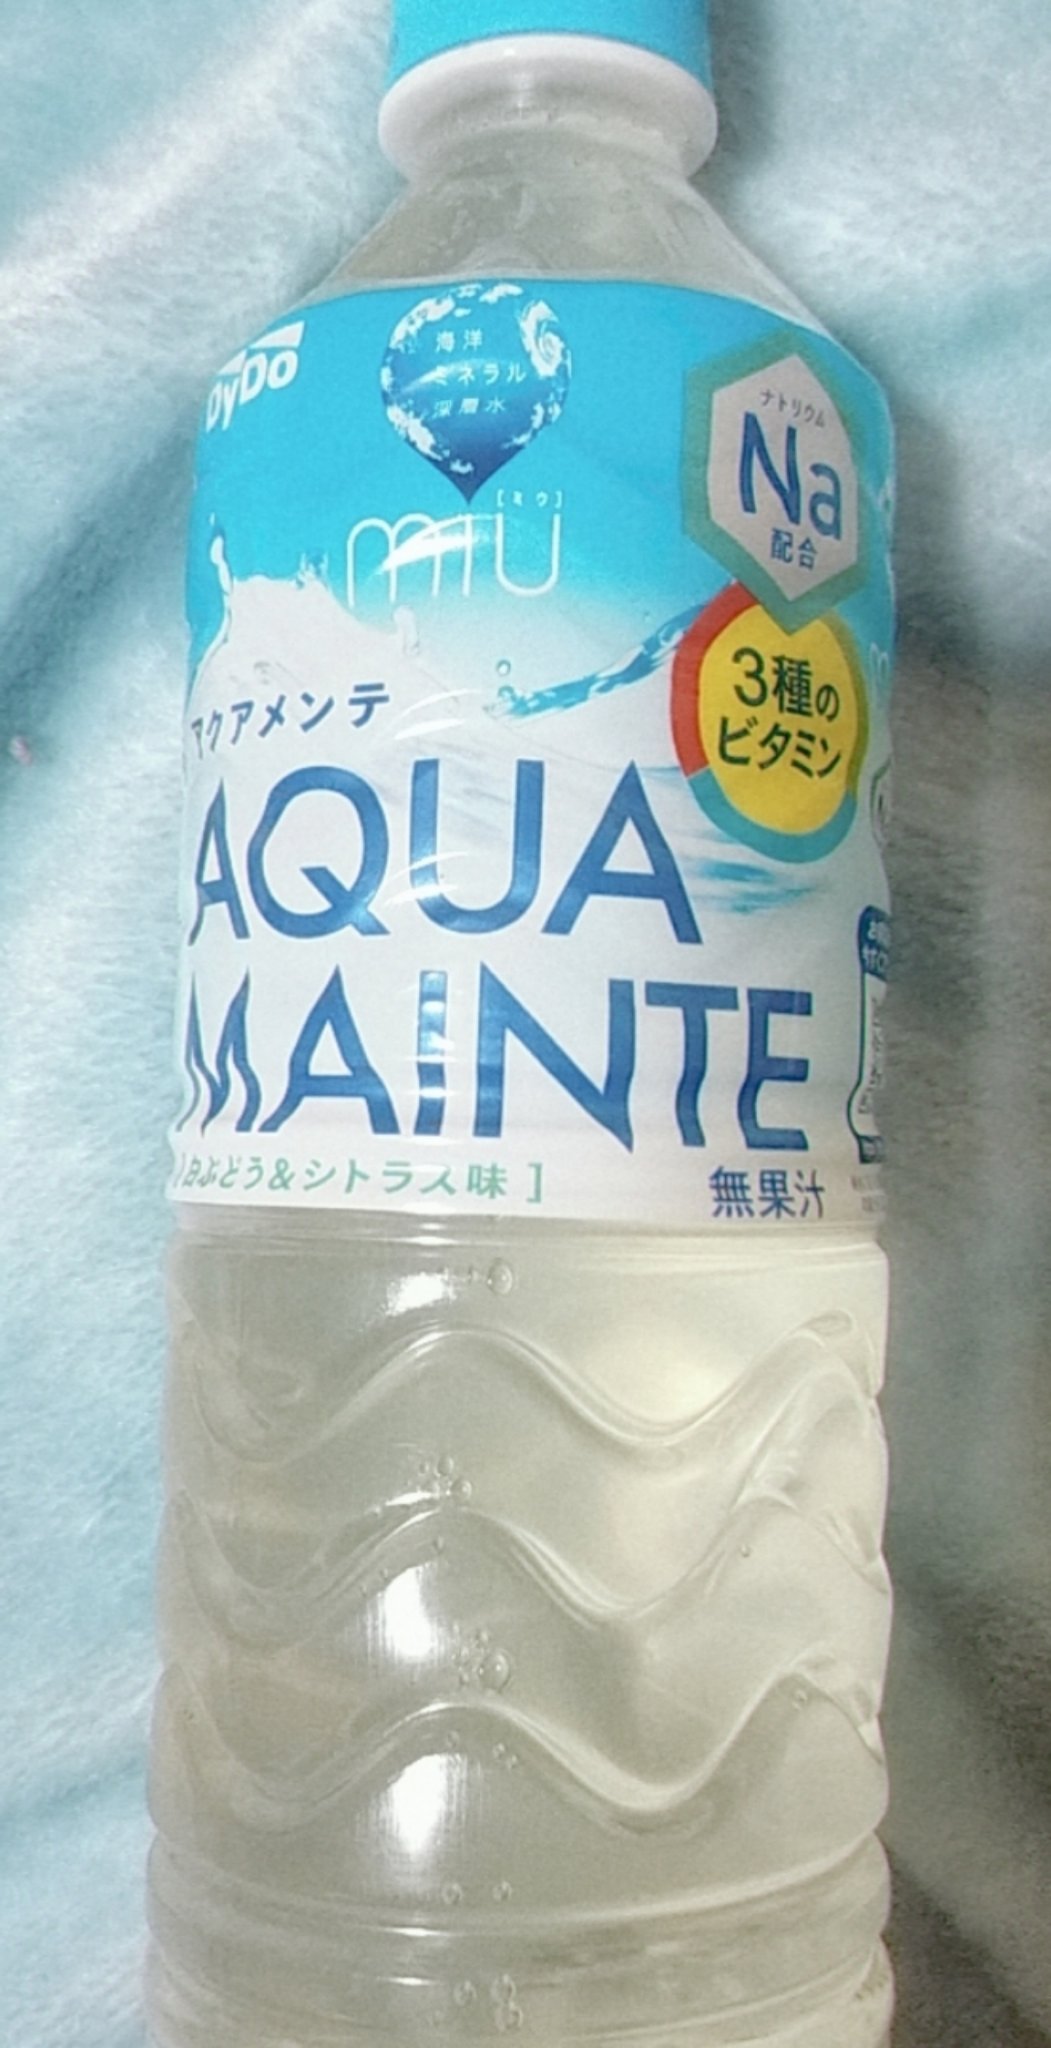 DyDo
海洋
ミネラル
深層水
[ミウ]
miu
ナトリウム
Na
配合
3種の
ビタミン
アクアメンテ
AQUA
MAINTE
[白ぶどう&シトラス味]
無果汁